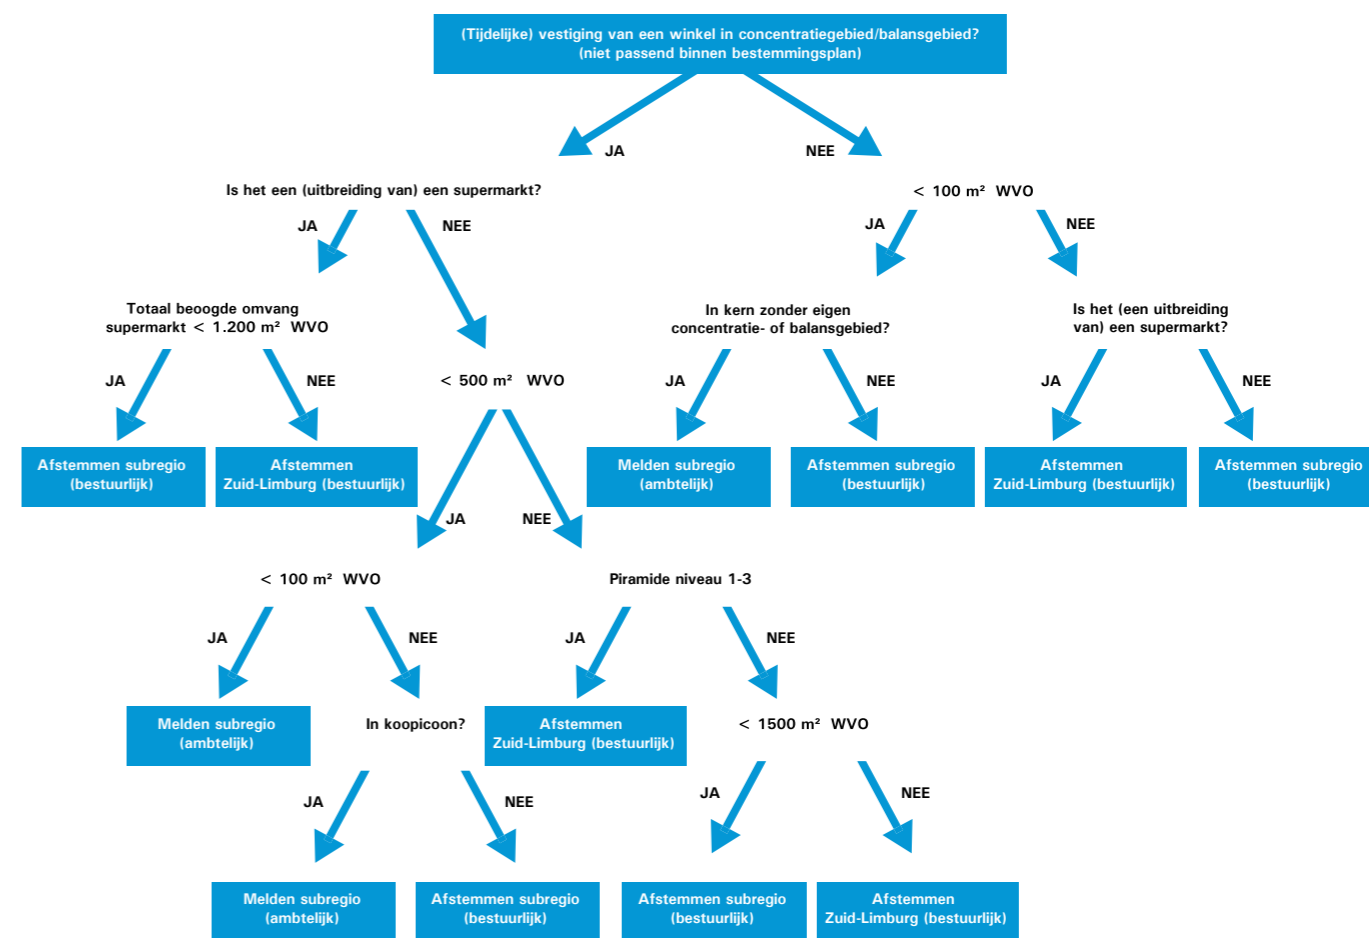 (Tijdelijke) vestiging van een winkel in concentratiegebied/balansgebied?
(niet passend binnen bestemmingsplan)
JA
NEE
Is het een (uitbreiding van) een supermarkt?
< 100 m² WVO
JA
NEE
JA
NEE
Totaal beoogde omvang
supermarkt < 1.200 m² WVO
In kern zonder eigen
concentratie- of balansgebied?
Is het (een uitbreiding
van) een supermarkt?
JA
NEE
< 500 m² WVO
JA
NEE
JA
NEE
Afstemmen subregio
(bestuurlijk)
Afstemmen
Zuid-Limburg (bestuurlijk)
Melden subregio
(ambtelijk)
Afstemmen subregio
(bestuurlijk)
Afstemmen
Zuid-Limburg (bestuurlijk)
Afstemmen subregio
(bestuurlijk)
JA
NEE
< 100 m² WVO
Piramide niveau 1-3
JA
NEE
JA
NEE
Melden subregio
(ambtelijk)
In koopicoon?
Afstemmen
Zuid-Limburg (bestuurlijk)
< 1500 m² WVO
JA
NEE
JA
NEE
Melden subregio
(ambtelijk)
Afstemmen subregio
(bestuurlijk)
Afstemmen subregio
(bestuurlijk)
Afstemmen
Zuid-Limburg (bestuurlijk)